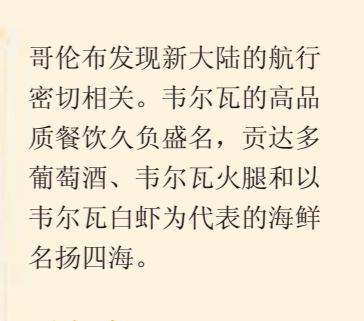 哥伦布发现新大陆的航行
密切相关。韦尔瓦的高品
质餐饮久负盛名，贡达多
葡萄酒、韦尔瓦火腿和以
韦尔瓦白虾为代表的海鲜
名扬四海。